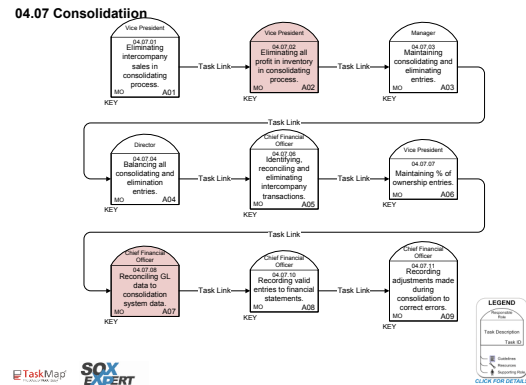 04.07 Consolidatiion
Vice President
04.07.01
Eliminating
intercompany
sales in
consolidating
process.
MO A01
KEY
Task Link
Vice President
04.07.02
Eliminating all
profit in inventory
in consolidating
process.
MO A02
KEY
Task Link
Manager
04.07.03
Maintaining
consolidating and
eliminating
entries.
MO A03
KEY
Task Link
Director
04.07.04
Balancing all
consolidating and
elimination
entries.
MO A04
KEY
Task Link
Chief Financial
Officer
04.07.06
Identifying,
reconciling and
eliminating
intercompany
transactions.
MO A05
KEY
Task Link
Vice President
04.07.07
Maintaining % of
ownership entries.
MO A06
KEY
Task Link
Chief Financial
Officer
04.07.08
Reconciling GL
data to
consolidation
system data.
MO A07
KEY
Task Link
Chief Financial
Officer
04.07.10
Recording valid
entries to financial
statements.
MO A08
KEY
Task Link
Chief Financial
Officer
04.07.11
Recording
adjustments made
during
consolidation to
correct errors.
MO A09
KEY
LEGEND
Responsible
Role
Task Description
Task ID
Guidelines
Resources
Supporting Role
CLICK FOR DETAILS
TaskMap
SOX
EXPERT